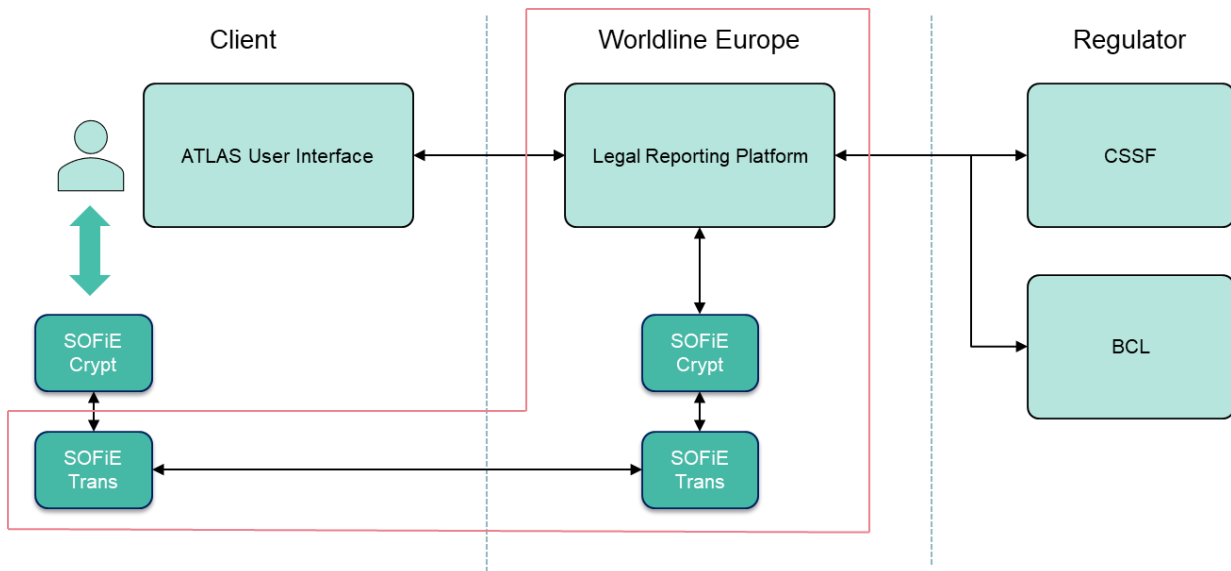 Client
Worldline Europe
Regulator
ATLAS User Interface
Legal Reporting Platform
CSSF
SOFiE
Crypt
SOFiE
Crypt
BCL
SOFiE
Trans
SOFiE
Trans